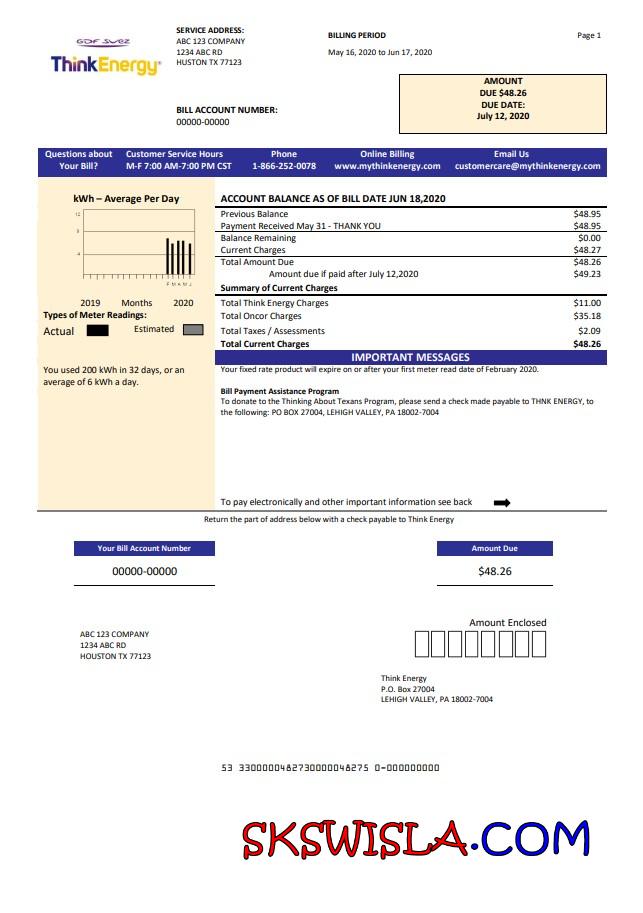 GDF SUEZ
ThinkEnergy®
SERVICE ADDRESS:
ABC 123 COMPANY
1234 ABC RD
HUSTON TX 77123
BILL ACCOUNT NUMBER:
00000-00000
BILLING PERIOD
May 16, 2020 to Jun 17, 2020
Page 1
AMOUNT
DUE $48.26
DUE DATE:
July 12, 2020
Questions about Your Bill?
Customer Service Hours
M-F 7:00 AM-7:00 PM CST
Phone
1-866-252-0078
Online Billing
www.mythinkenergy.com
Email Us
customercare@mythinkenergy.com
kWh – Average Per Day
12
8
4
F M A M J
2019 Months 2020
Types of Meter Readings:
Actual Estimated
You used 200 kWh in 32 days, or an
average of 6 kWh a day.
ACCOUNT BALANCE AS OF BILL DATE JUN 18,2020
Previous Balance $48.95
Payment Received May 31 - THANK YOU $48.95
Balance Remaining $0.00
Current Charges $48.27
Total Amount Due $48.26
Amount due if paid after July 12,2020 $49.23
Summary of Current Charges
Total Think Energy Charges $11.00
Total Oncor Charges $35.18
Total Taxes / Assessments $2.09
Total Current Charges $48.26
IMPORTANT MESSAGES
Your fixed rate product will expire on or after your first meter read date of February 2020.
Bill Payment Assistance Program
To donate to the Thinking About Texans Program, please send a check made payable to THNK ENERGY, to
the following: PO BOX 27004, LEHIGH VALLEY, PA 18002-7004
To pay electronically and other important information see back
Return the part of address below with a check payable to Think Energy
Your Bill Account Number
00000-00000
Amount Due
$48.26
ABC 123 COMPANY
1234 ABC RD
HOUSTON TX 77123
Amount Enclosed
Think Energy
P.O. Box 27004
LEHIGH VALLEY, PA 18002-7004
53 3300000482730000048275 0-000000000
SKSWISLA.COM